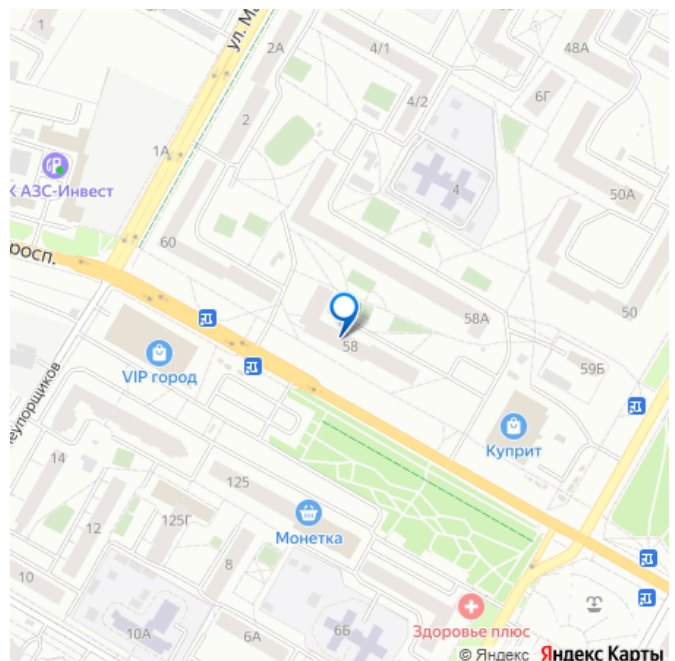 1
ул. Ма
2А
4/1
48А
6Г
4/2
2
1А
К АЗС-Инвест
4
50А
60
росп.
58А
50
58
VIP город
59Б
Куприт
еупорщиков
14
125
125Г
12
Монетка
8
10
10А
6А
6Б
Здоровье плюс
© Яндекс Яндекс Карты